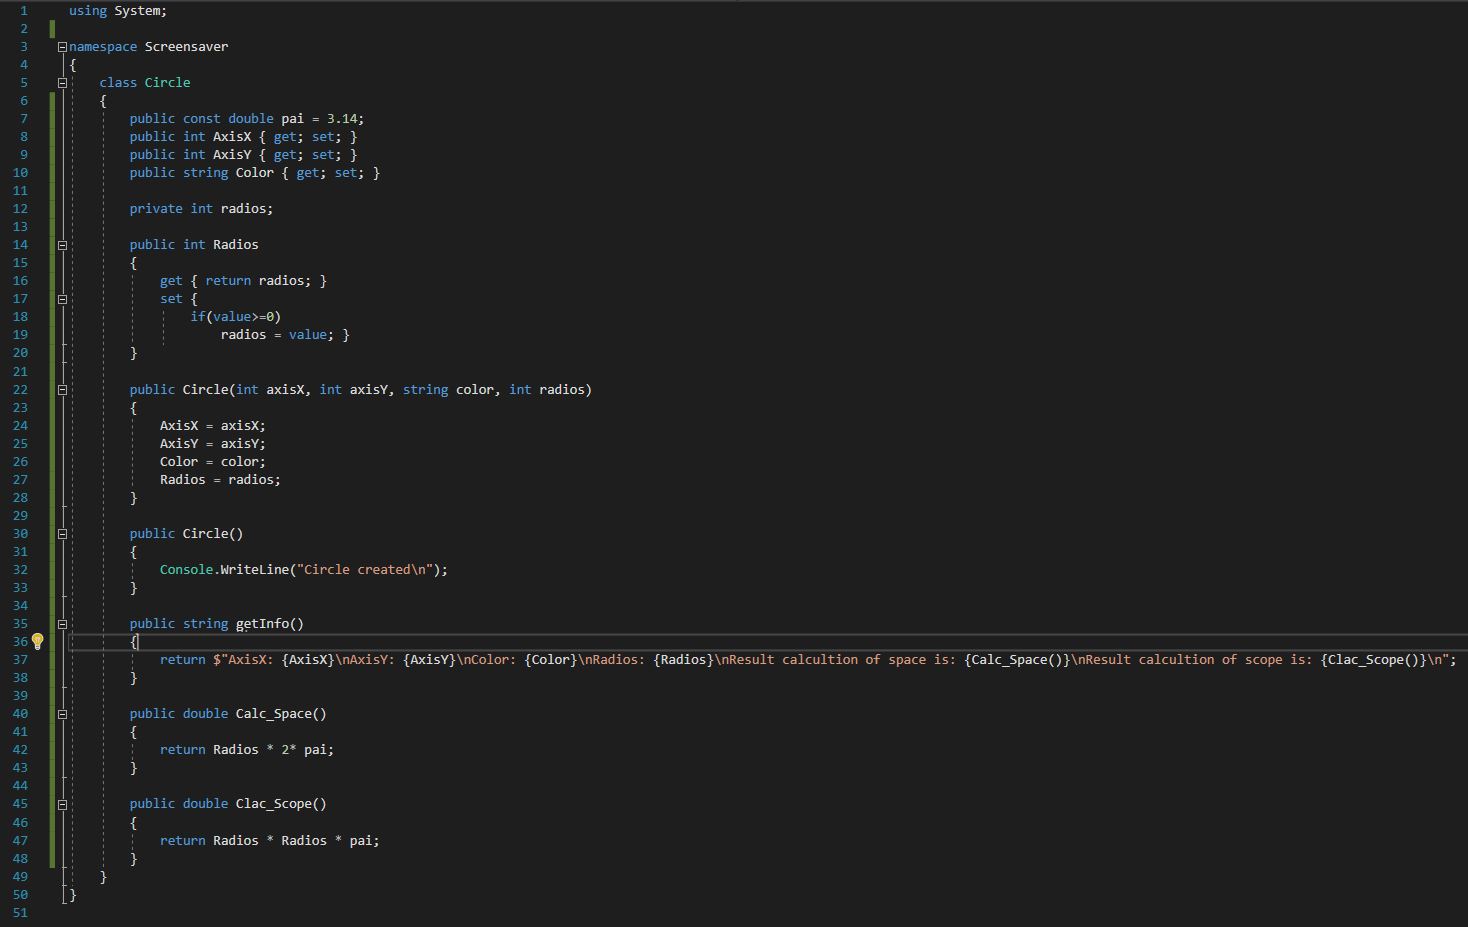 1 using System;
2
3 namespace Screensaver
4 {
5 class Circle
6 {
7 public const double pai = 3.14;
8 public int AxisX { get; set; }
9 public int AxisY { get; set; }
10 public string Color { get; set; }
11
12 private int radios;
13
14 public int Radios
15 {
16 get { return radios; }
17 set {
18 if(value>=0)
19 radios = value; }
20 }
21
22 public Circle(int axisX, int axisY, string color, int radios)
23 {
24 AxisX = axisX;
25 AxisY = axisY;
26 Color = color;
27 Radios = radios;
28 }
29
30 public Circle()
31 {
32 Console.WriteLine("Circle created\n");
33 }
34
35 public string getInfo()
36 {
37 return $"AxisX: {AxisX}\nAxisY: {AxisY}\nColor: {Color}\nRadios: {Radios}\nResult calcultion of space is: {Calc_Space()}\nResult calcultion of scope is: {Clac_Scope()}\n";
38 }
39
40 public double Calc_Space()
41 {
42 return Radios * 2* pai;
43 }
44
45 public double Clac_Scope()
46 {
47 return Radios * Radios * pai;
48 }
49 }
50 }
51